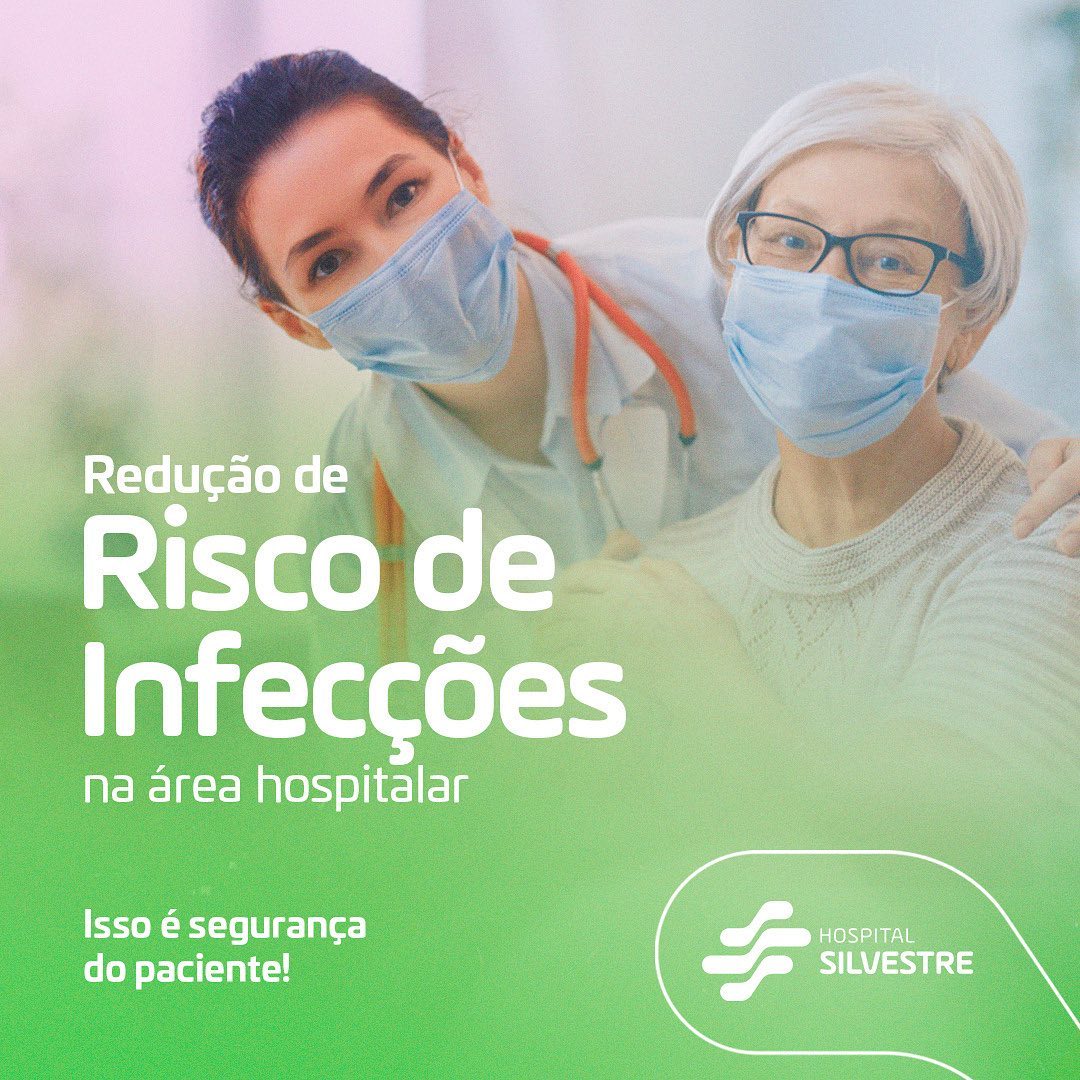 Redução de
Risco de
Infecções
na área hospitalar
Isso é segurança
do paciente!
HOSPITAL
SILVESTRE